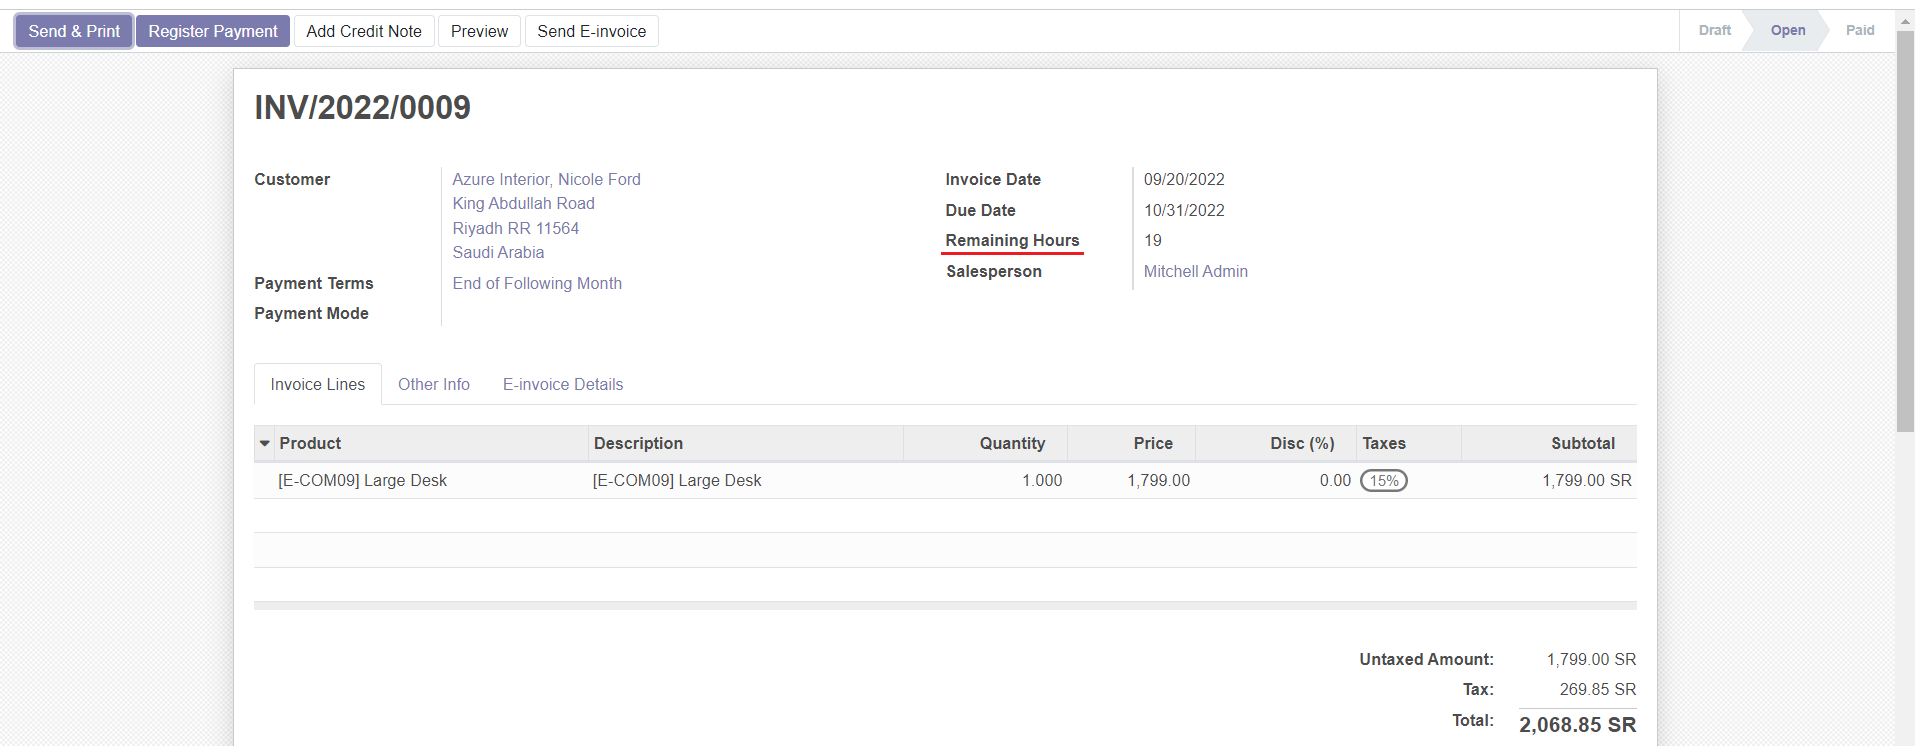 Send & Print Register Payment Add Credit Note Preview Send E-invoice Draft Open Paid
INV/2022/0009
Customer Azure Interior, Nicole Ford
King Abdullah Road
Riyadh RR 11564
Saudi Arabia
Payment Terms End of Following Month
Payment Mode
Invoice Date 09/20/2022
Due Date 10/31/2022
Remaining Hours 19
Salesperson Mitchell Admin
Invoice Lines Other Info E-invoice Details
Product Description Quantity Price Disc (%) Taxes Subtotal
[E-COM09] Large Desk [E-COM09] Large Desk 1.000 1,799.00 0.00 15% 1,799.00 SR
Untaxed Amount: 1,799.00 SR
Tax: 269.85 SR
Total: 2,068.85 SR